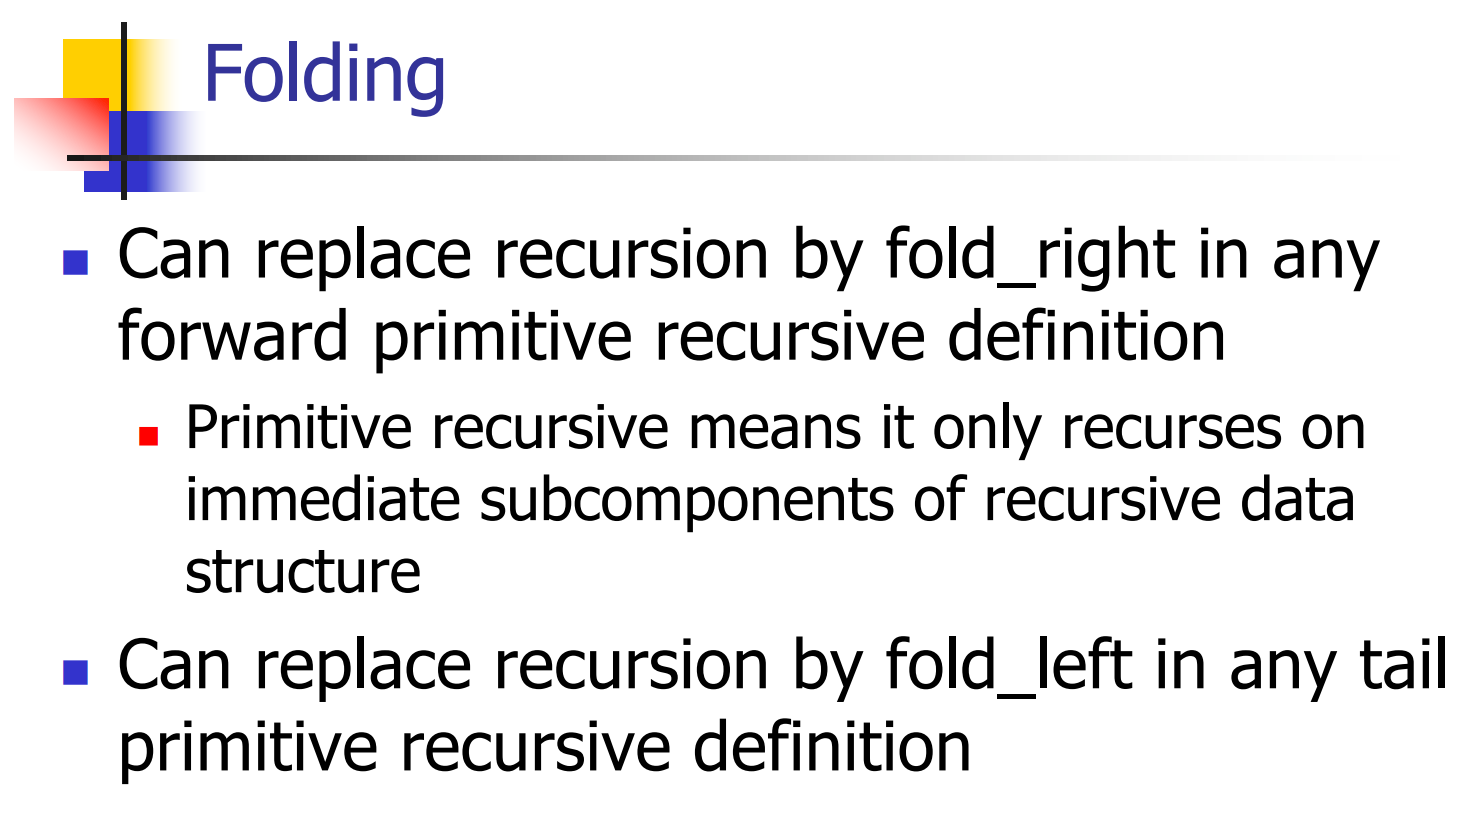 Folding
Can replace recursion by fold_right in any
forward primitive recursive definition
Primitive recursive means it only recurses on
immediate subcomponents of recursive data
structure
Can replace recursion by fold_left in any tail
primitive recursive definition